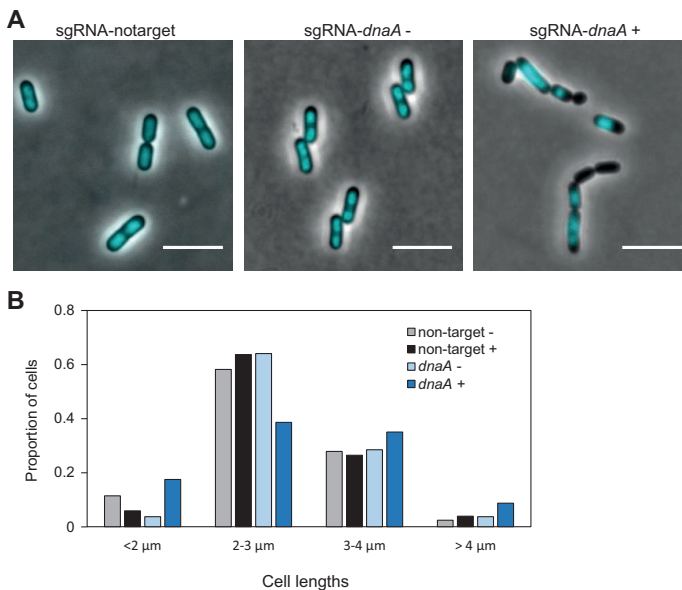 A
sgRNA-notarget
sgRNA-dnaA -
sgRNA-dnaA +
B
0.8
0.6
0.4
0.2
0
Proportion of cells
non-target -
non-target +
dnaA -
dnaA +
<2 µm
2-3 µm
3-4 µm
> 4 µm
Cell lengths